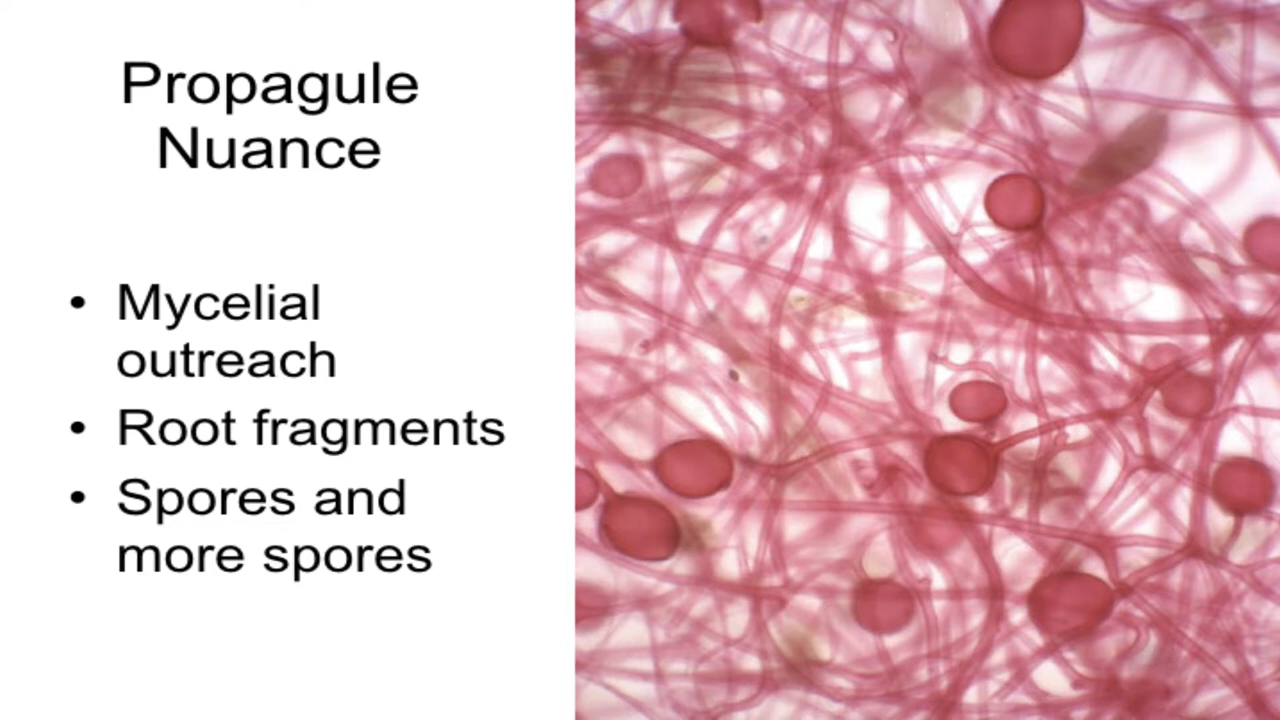 Propagule
Nuance
• Mycelial
outreach
• Root fragments
• Spores and
more spores